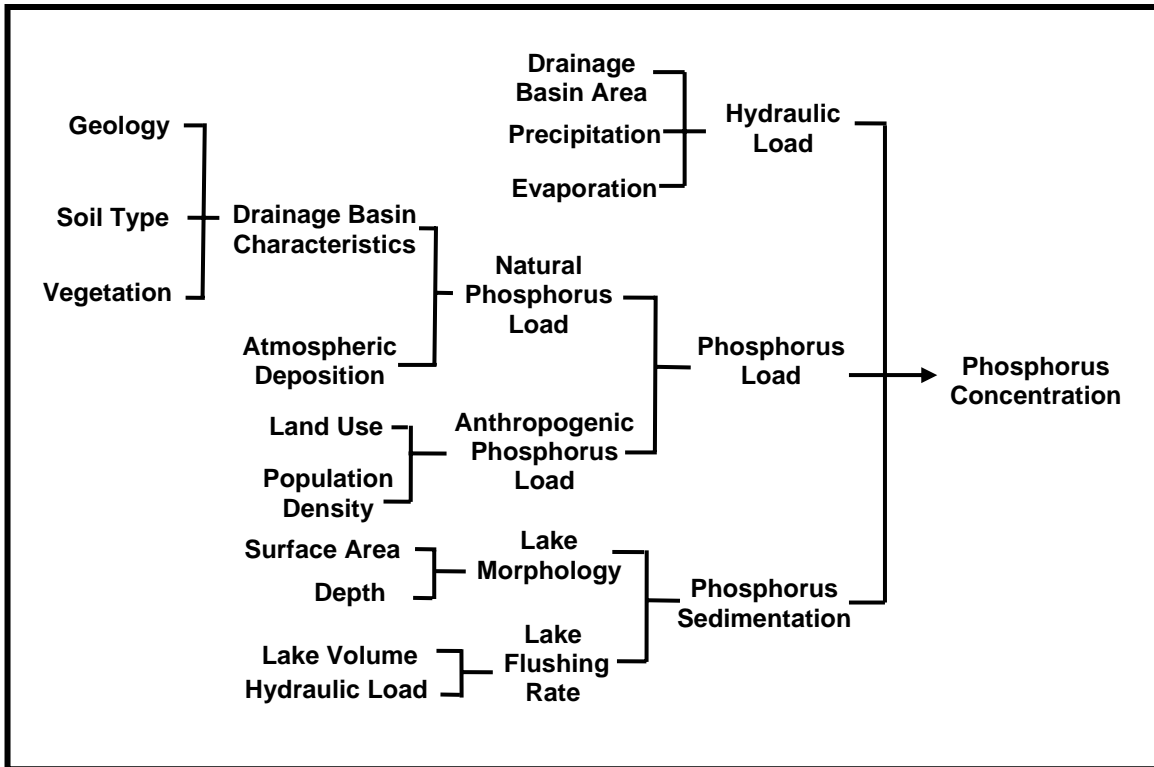 Drainage
Basin Area
Precipitation
Evaporation
Hydraulic
Load
Geology
Soil Type
Vegetation
Drainage Basin
Characteristics
Atmospheric
Deposition
Natural
Phosphorus
Load
Land Use
Population
Density
Anthropogenic
Phosphorus
Load
Phosphorus
Load
Surface Area
Depth
Lake
Morphology
Lake Volume
Hydraulic Load
Lake
Flushing
Rate
Phosphorus
Sedimentation
Phosphorus
Concentration